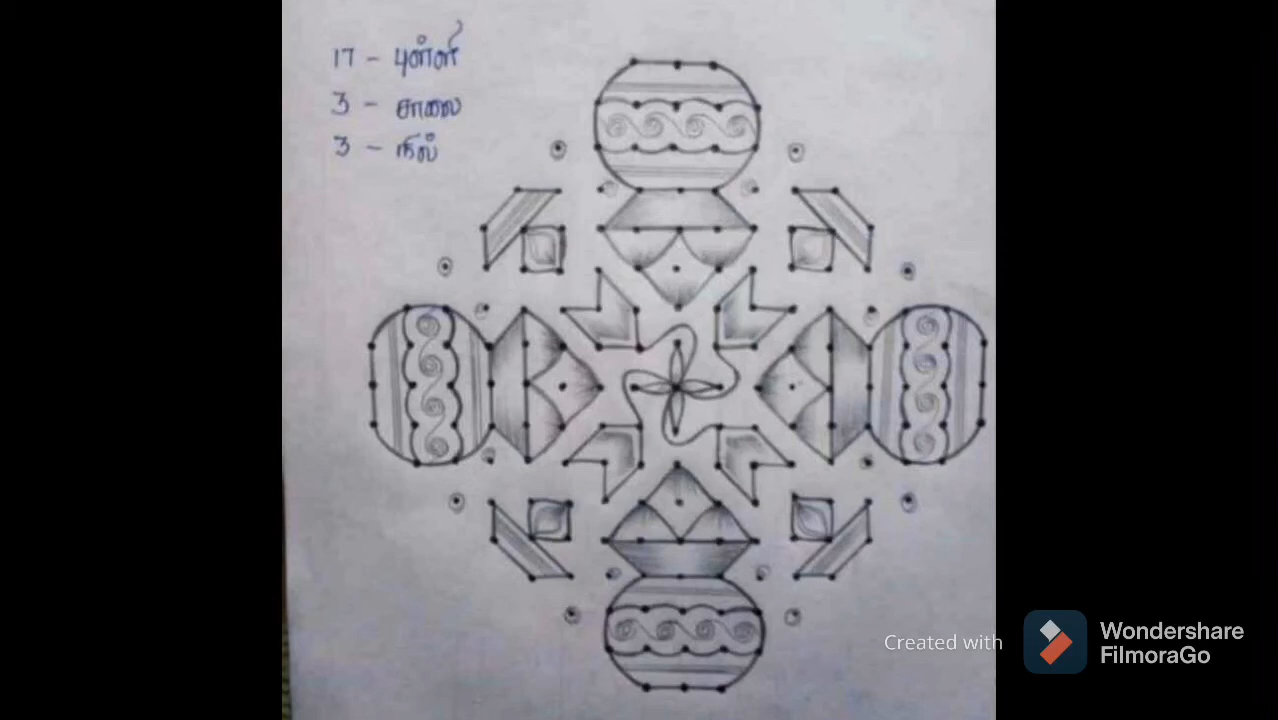 17 - புள்ளி
3 - சாலை
3 - நில்
Created with
Wondershare
FilmoraGo